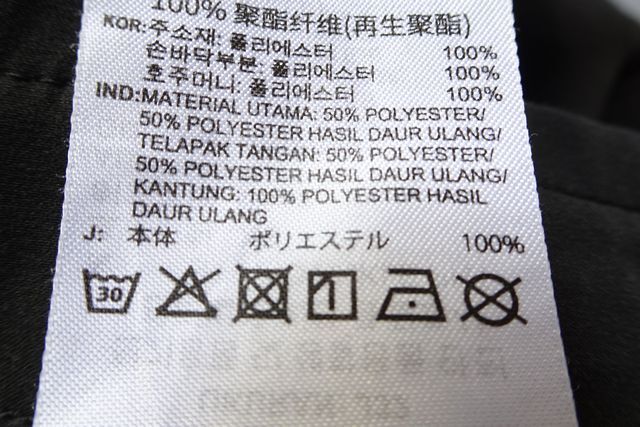 100% 聚酯纤维(再生聚酯)
KOR:주소재: 폴리에스터 100%
손바닥부분: 폴리에스터 100%
호주머니: 폴리에스터 100%
IND:MATERIAL UTAMA: 50% POLYESTER/
50% POLYESTER HASIL DAUR ULANG/
TELAPAK TANGAN: 50% POLYESTER/
50% POLYESTER HASIL DAUR ULANG/
KANTUNG: 100% POLYESTER HASIL
DAUR ULANG
J: 本体 ポリエステル 100%
30